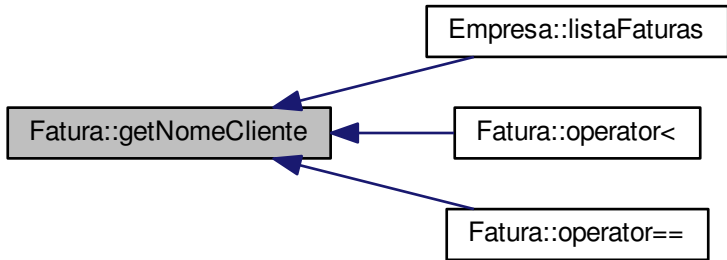 Empresa::listaFaturas
Fatura::getNomeCliente
Fatura::operator<
Fatura::operator==